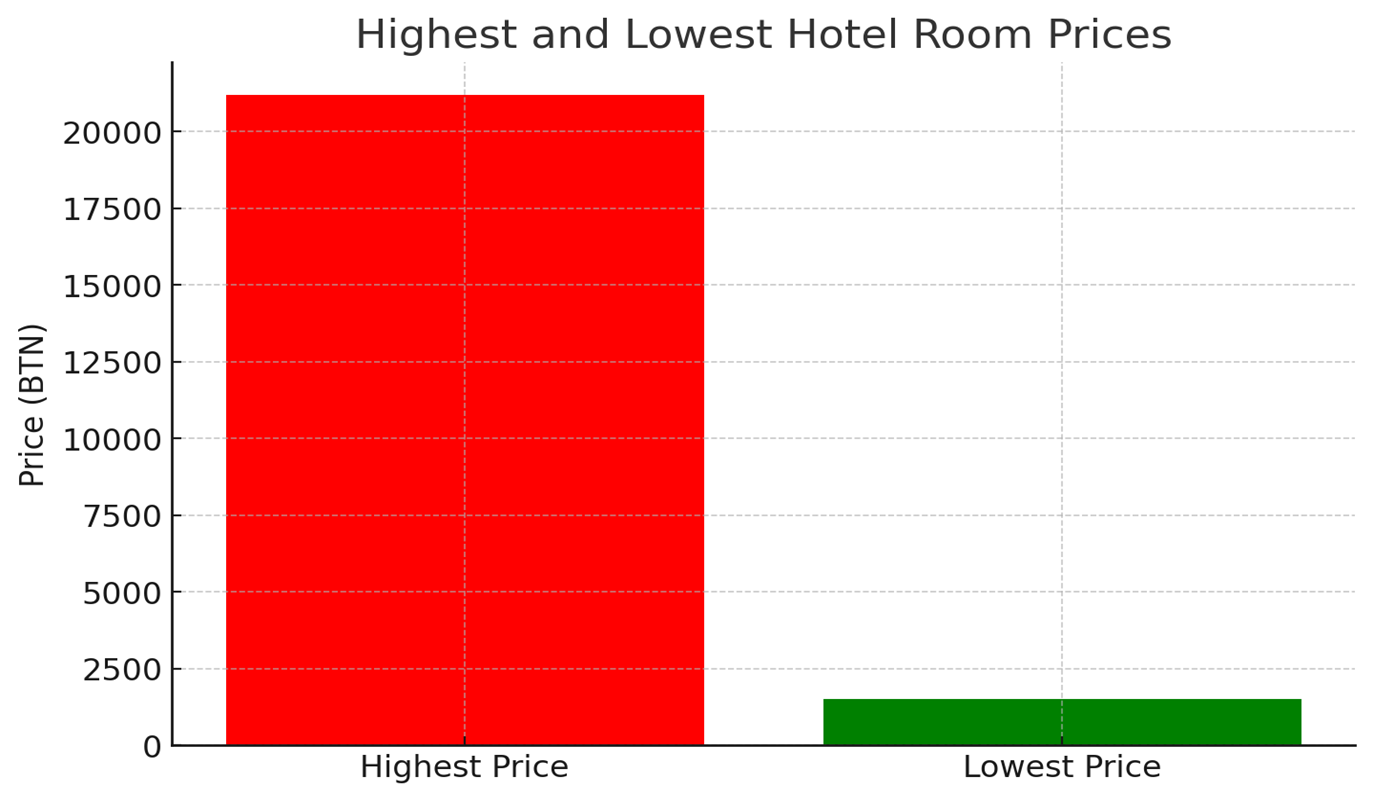 Highest and Lowest Hotel Room Prices
Price (BTN)
20000
17500
15000
12500
10000
7500
5000
2500
0
Highest Price
Lowest Price